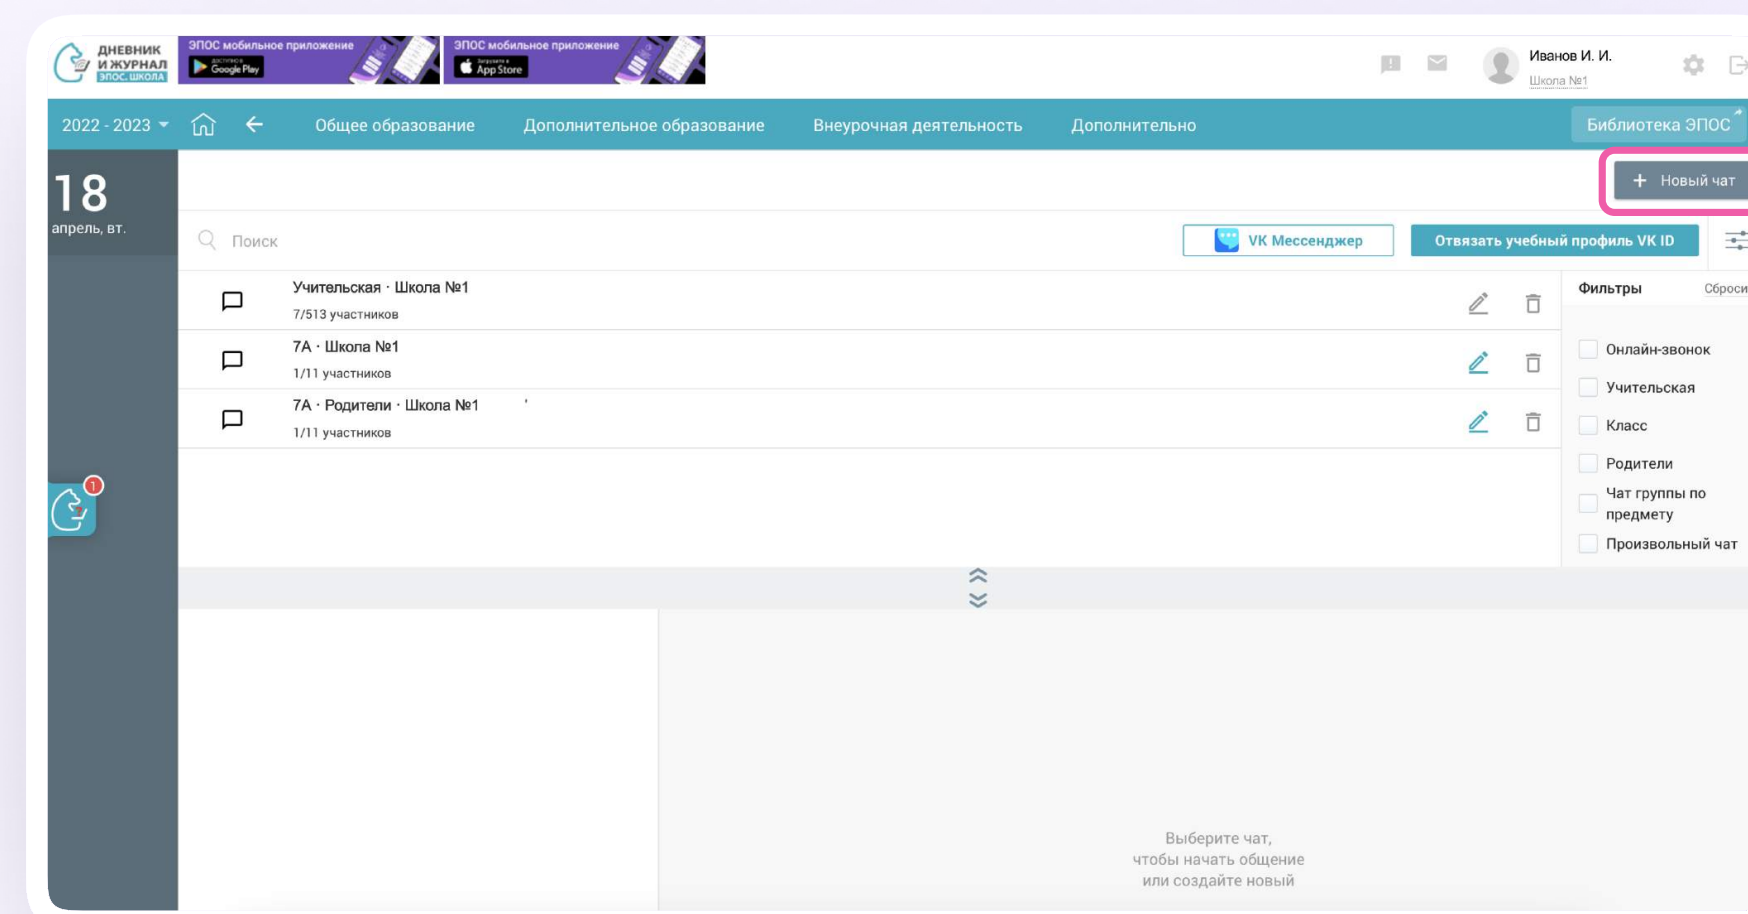 ДНЕВНИК
И ЖУРНАЛ
ЭПОС. ШКОЛА
ЭПОС мобильное приложение
ДОСТУПНО В
Google Play
ЭПОС мобильное приложение
Загрузите в
App Store
Иванов И. И.
Школа №1
2022 - 2023
Общее образование
Дополнительное образование
Внеурочная деятельность
Дополнительно
Библиотека ЭПОС
18
апрель, вт.
+ Новый чат
Поиск
VK Мессенджер
Отвязать учебный профиль VK ID
Учительская · Школа №1
7/513 участников
7А · Школа №1
1/11 участников
7А · Родители · Школа №1
1/11 участников
Фильтры
Сброси
Онлайн-звонок
Учительская
Класс
Родители
Чат группы по
предмету
Произвольный чат
1
Выберите чат,
чтобы начать общение
или создайте новый